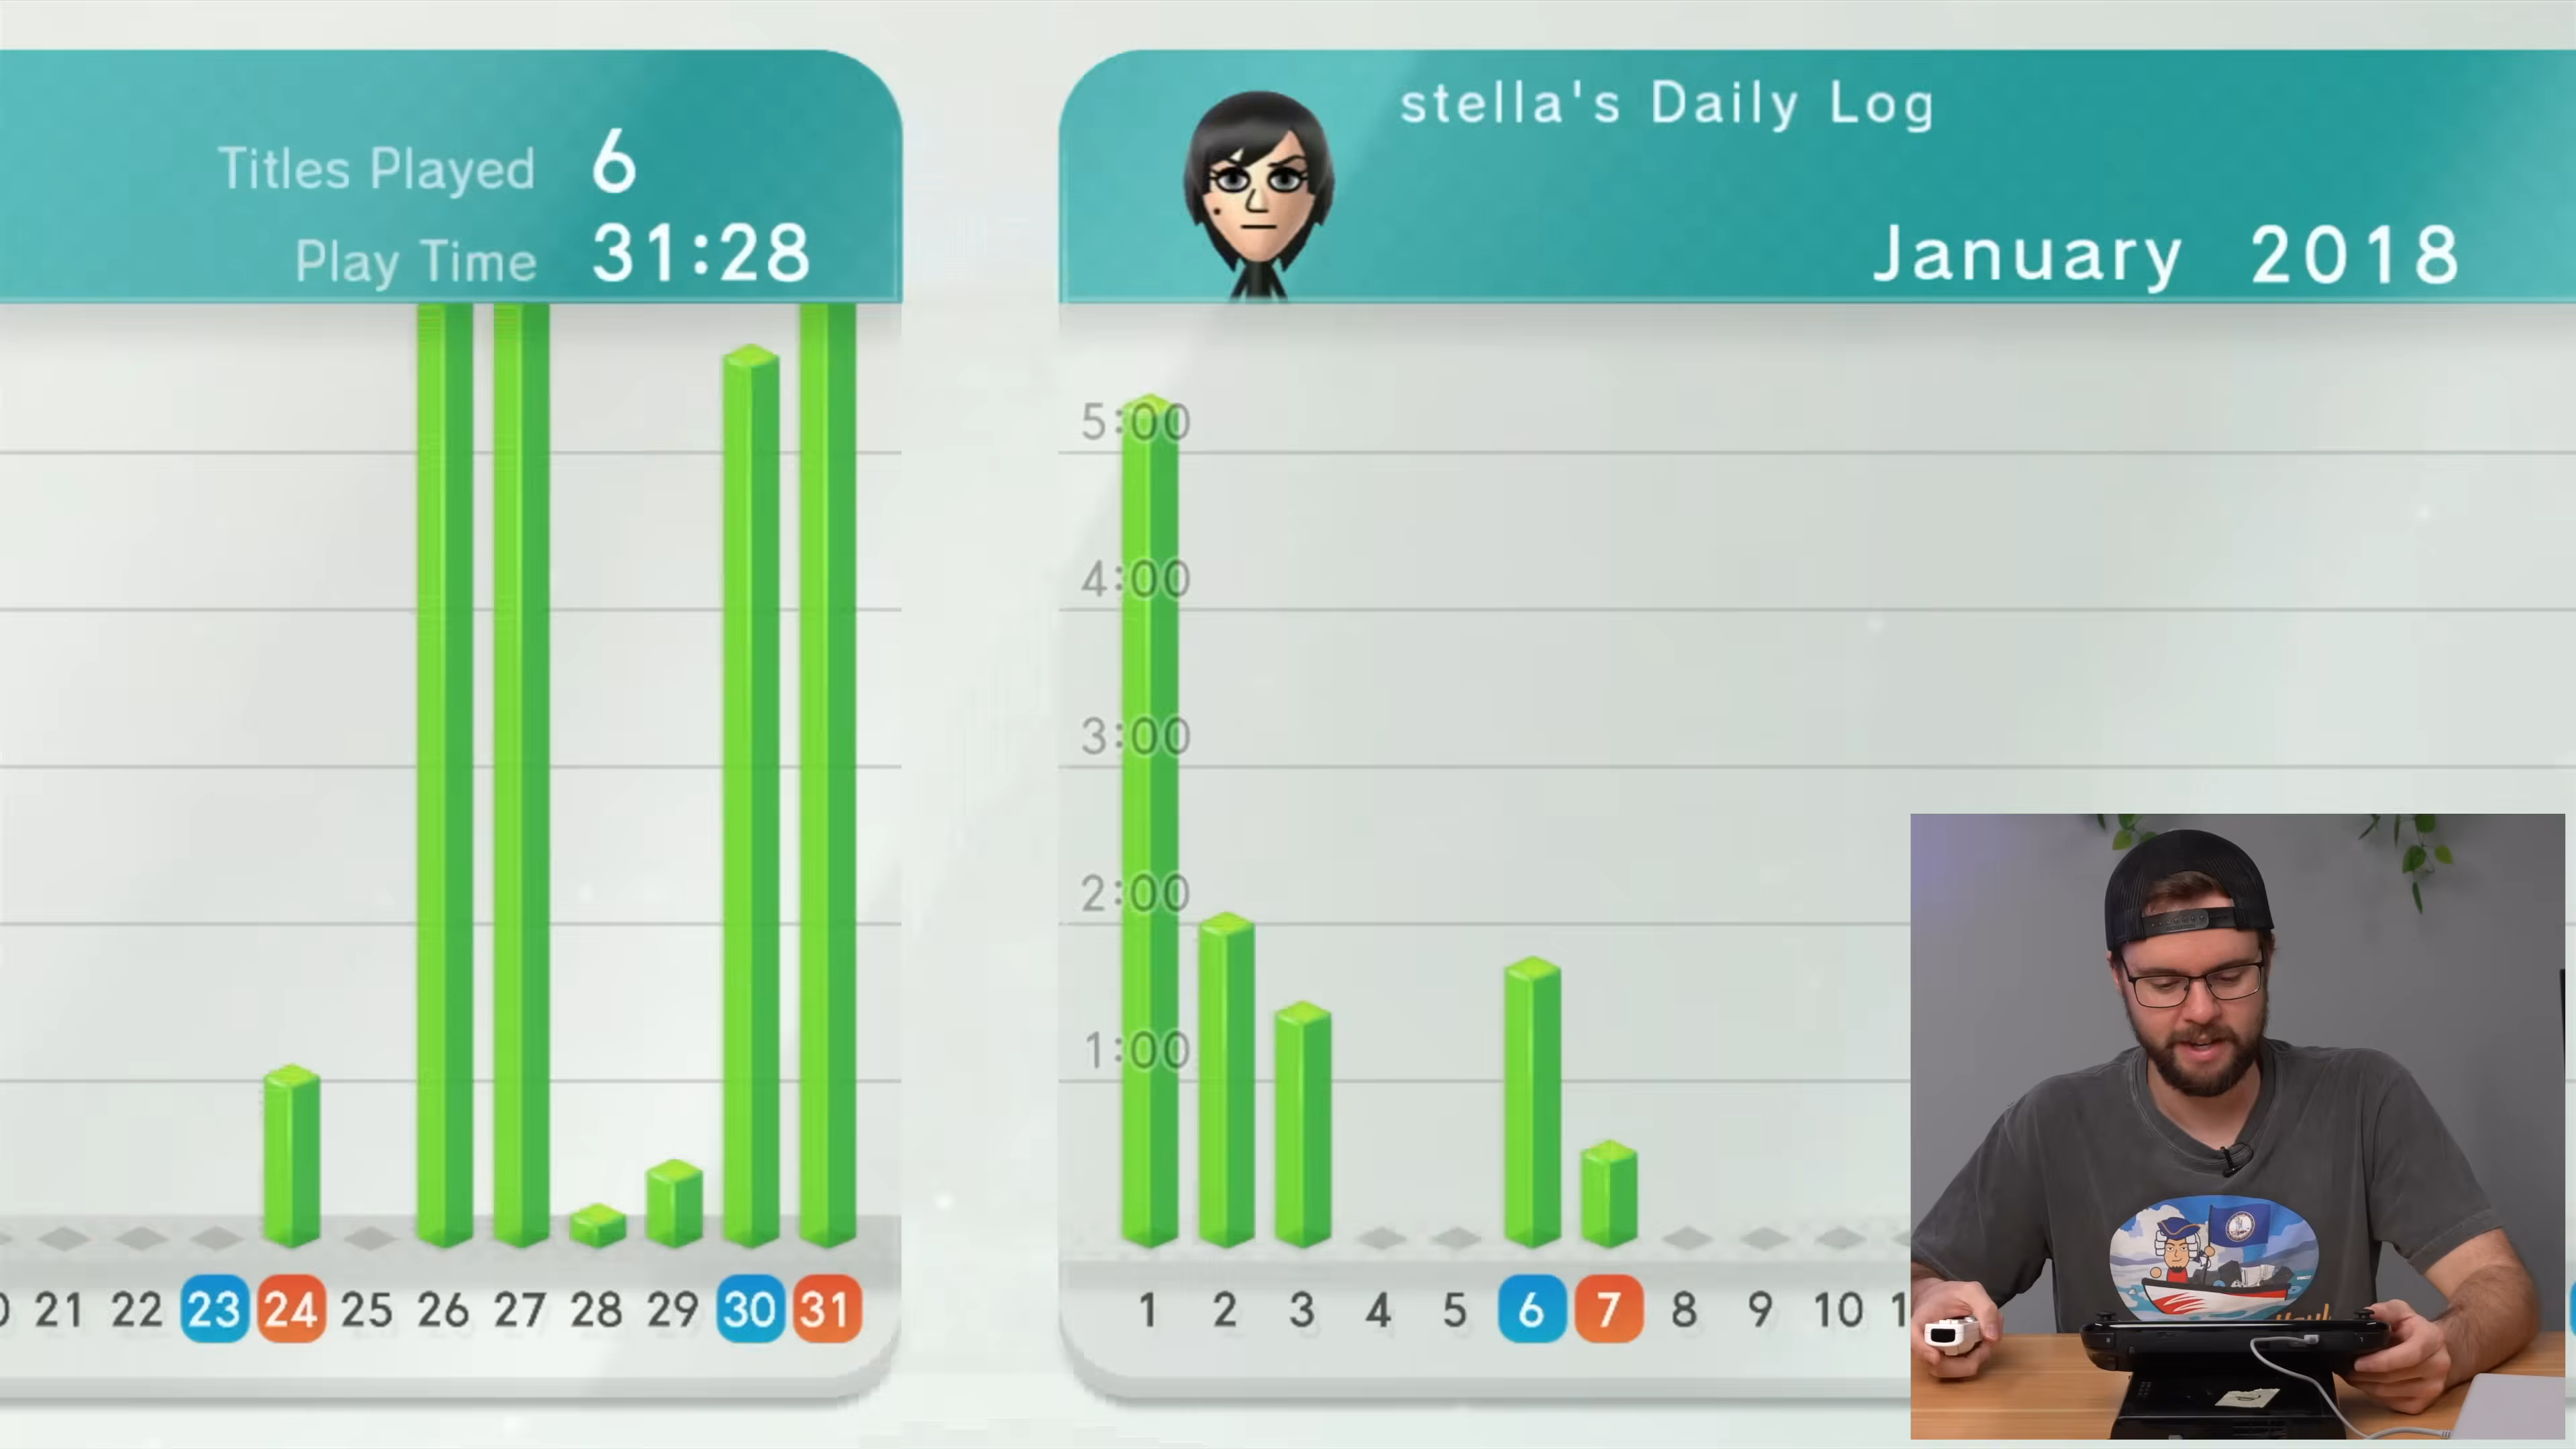 Titles Played 6
Play Time 31:28
21 22 23 24 25 26 27 28 29 30 31
stella's Daily Log
January 2018
5:00
4:00
3:00
2:00
1:00
1 2 3 4 5 6 7 8 9 10